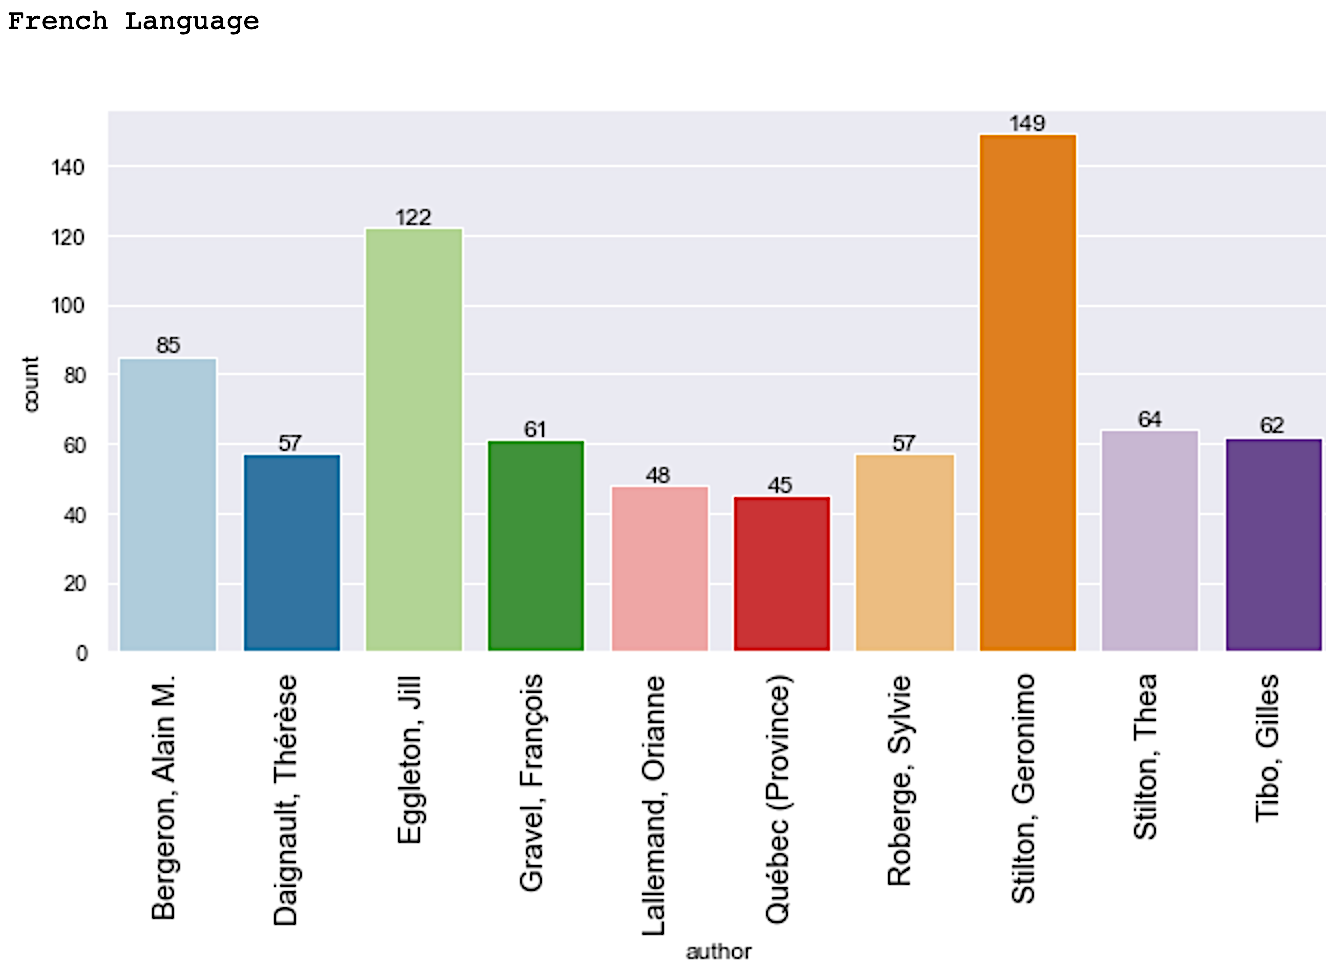 French Language
149
140
122
120
100
85
count
80
64
62
61
60
57
57
48
45
40
20
0
Bergeron, Alain M.
Daignault, Thérèse
Eggleton, Jill
Gravel, François
Lallemand, Orianne
Québec (Province)
Roberge, Sylvie
Stilton, Geronimo
Stilton, Thea
Tibo, Gilles
author